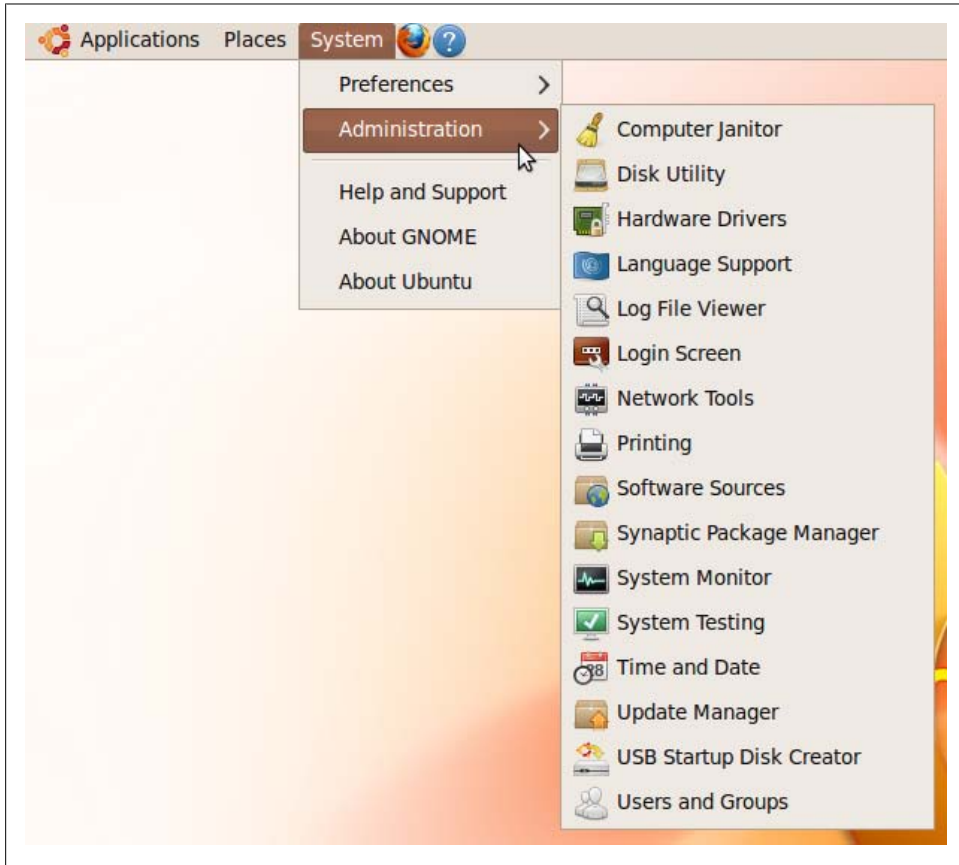 Applications Places System ?
Preferences
Administration
Help and Support
About GNOME
About Ubuntu
Computer Janitor
Disk Utility
Hardware Drivers
Language Support
Log File Viewer
Login Screen
Network Tools
Printing
Software Sources
Synaptic Package Manager
System Monitor
System Testing
28
Time and Date
Update Manager
USB Startup Disk Creator
Users and Groups